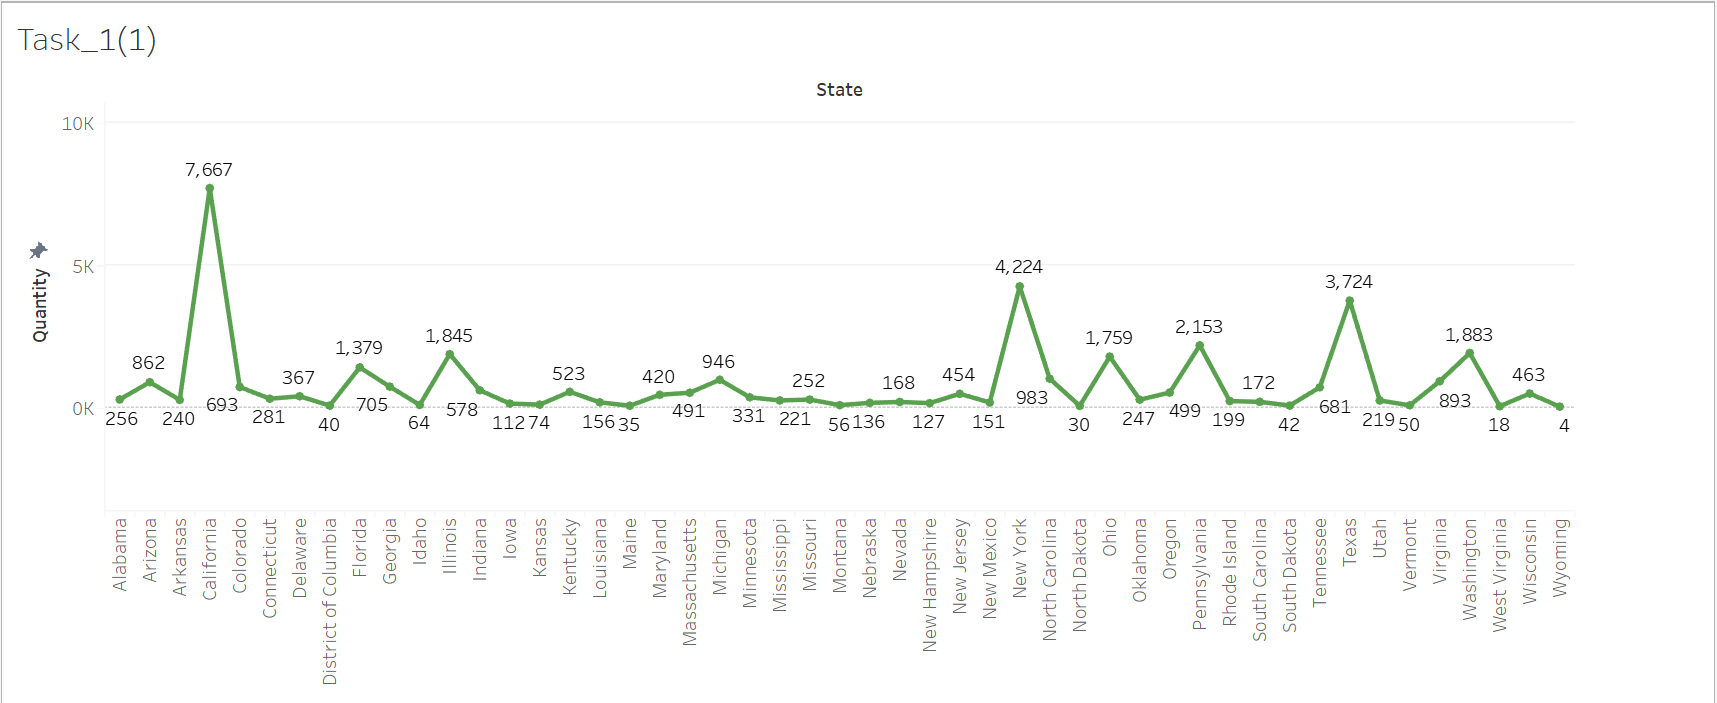 Task_1(1)
State
10K
7,667
5K
4,224
3,724
2,153
1,883
1,845
1,759
1,379
862
946
523
367
420
252
168
454
172
463
0K
256
240
693
281
40
705
64
578
112
74
156
35
491
331
221
56
136
127
151
983
30
247
499
199
42
681
219
50
893
18
4
Quantity
Alabama
Arizona
Arkansas
California
Colorado
Connecticut
Delaware
District of Columbia
Florida
Georgia
Idaho
Illinois
Indiana
Iowa
Kansas
Kentucky
Louisiana
Maine
Maryland
Massachusetts
Michigan
Minnesota
Mississippi
Missouri
Montana
Nebraska
Nevada
New Hampshire
New Jersey
New Mexico
New York
North Carolina
North Dakota
Ohio
Oklahoma
Oregon
Pennsylvania
Rhode Island
South Carolina
South Dakota
Tennessee
Texas
Utah
Vermont
Virginia
Washington
West Virginia
Wisconsin
Wyoming